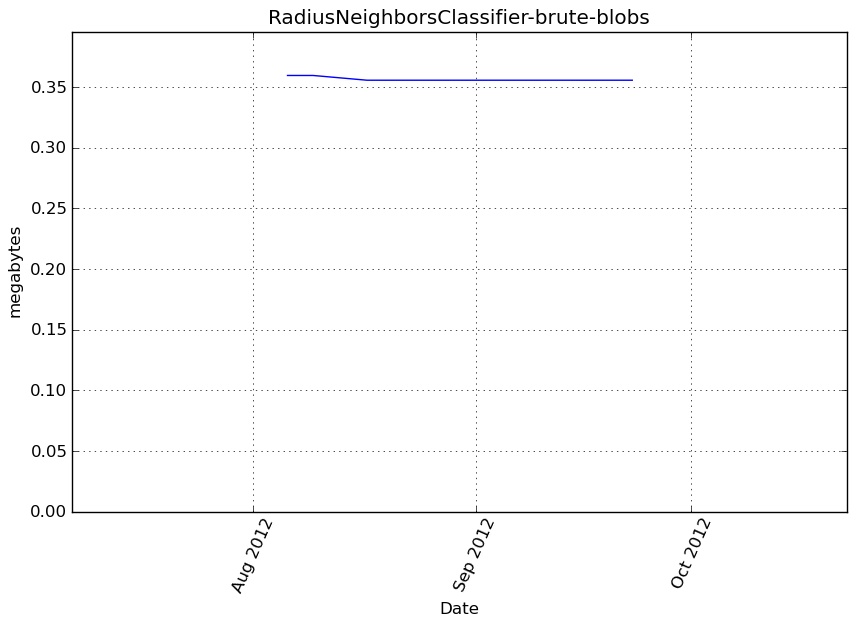 RadiusNeighborsClassifier-brute-blobs
megabytes
0.35
0.30
0.25
0.20
0.15
0.10
0.05
0.00
Aug 2012
Sep 2012
Oct 2012
Date